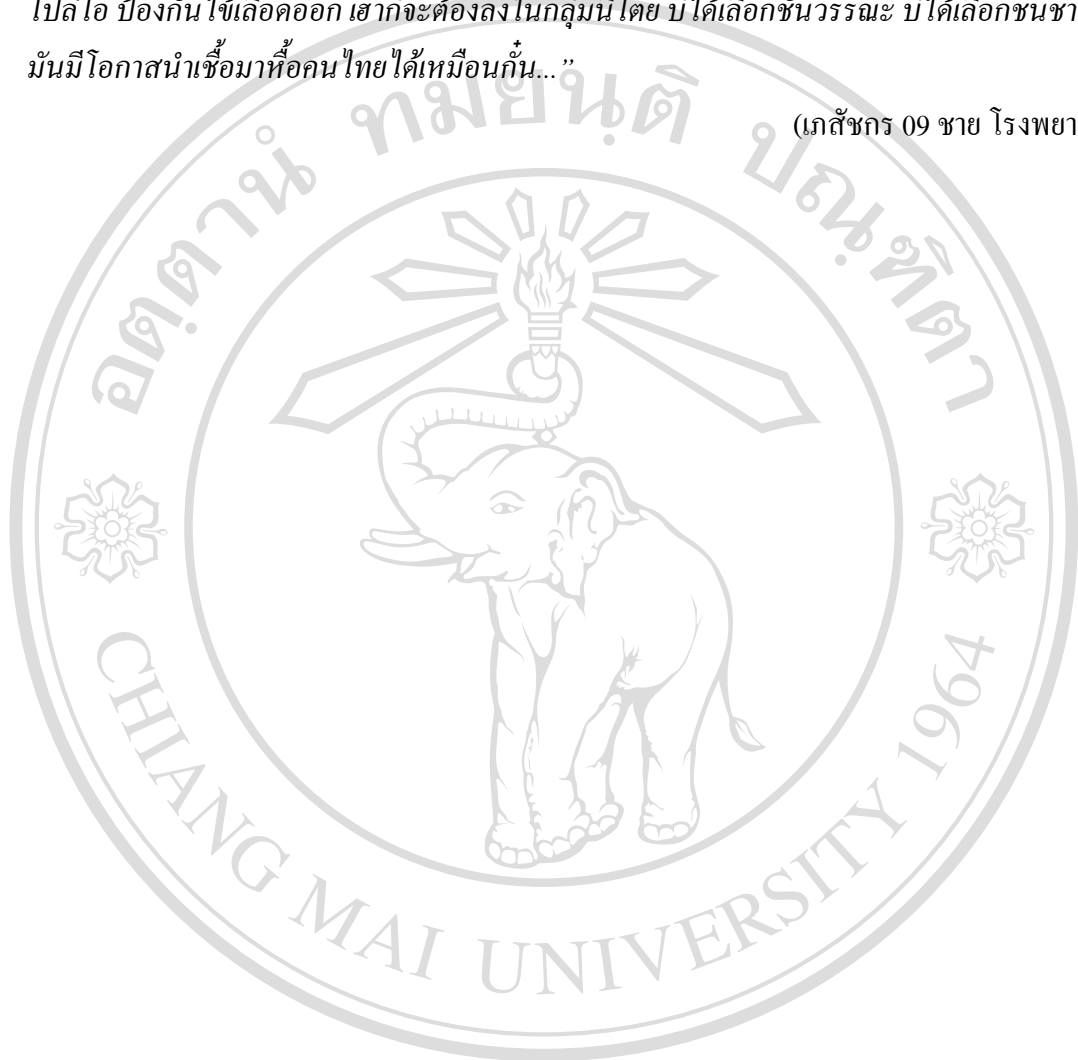 โปลิโอ ป้องกันไข้เลือดออก เฮาก็จะต้องลงในกลุ่มนี้โตย บ่ได้เลือกชั้นวรรณะ บ่ได้เลือกชนชา
มันมีโอกาสนำเชื้อมาหื้อคนไทยได้เหมือนกั๋น...”
(เภสัชกร 09 ชาย โรงพยา
อตฺตานํ ทมยนฺติ ปณฺฑิตา
CHIANG MAI UNIVERSITY 1964